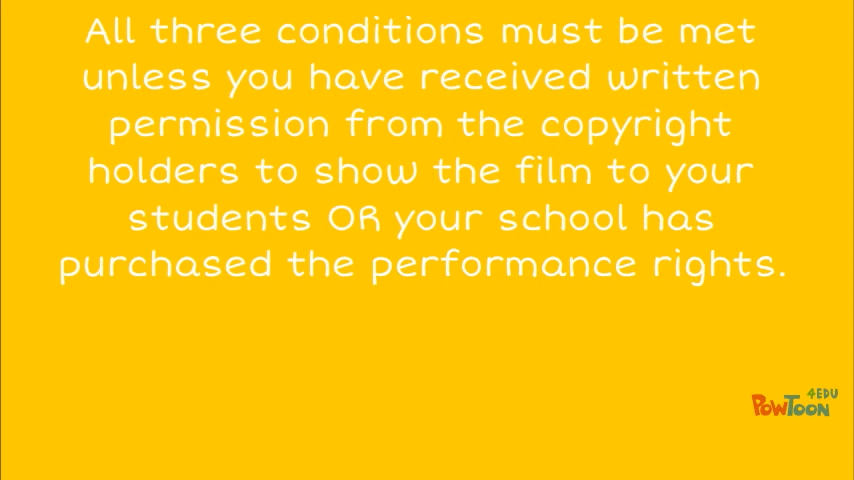 All three conditions must be met
unless you have received written
permission from the copyright
holders to show the film to your
students OR your school has
purchased the performance rights.
4EDU
POWTOON